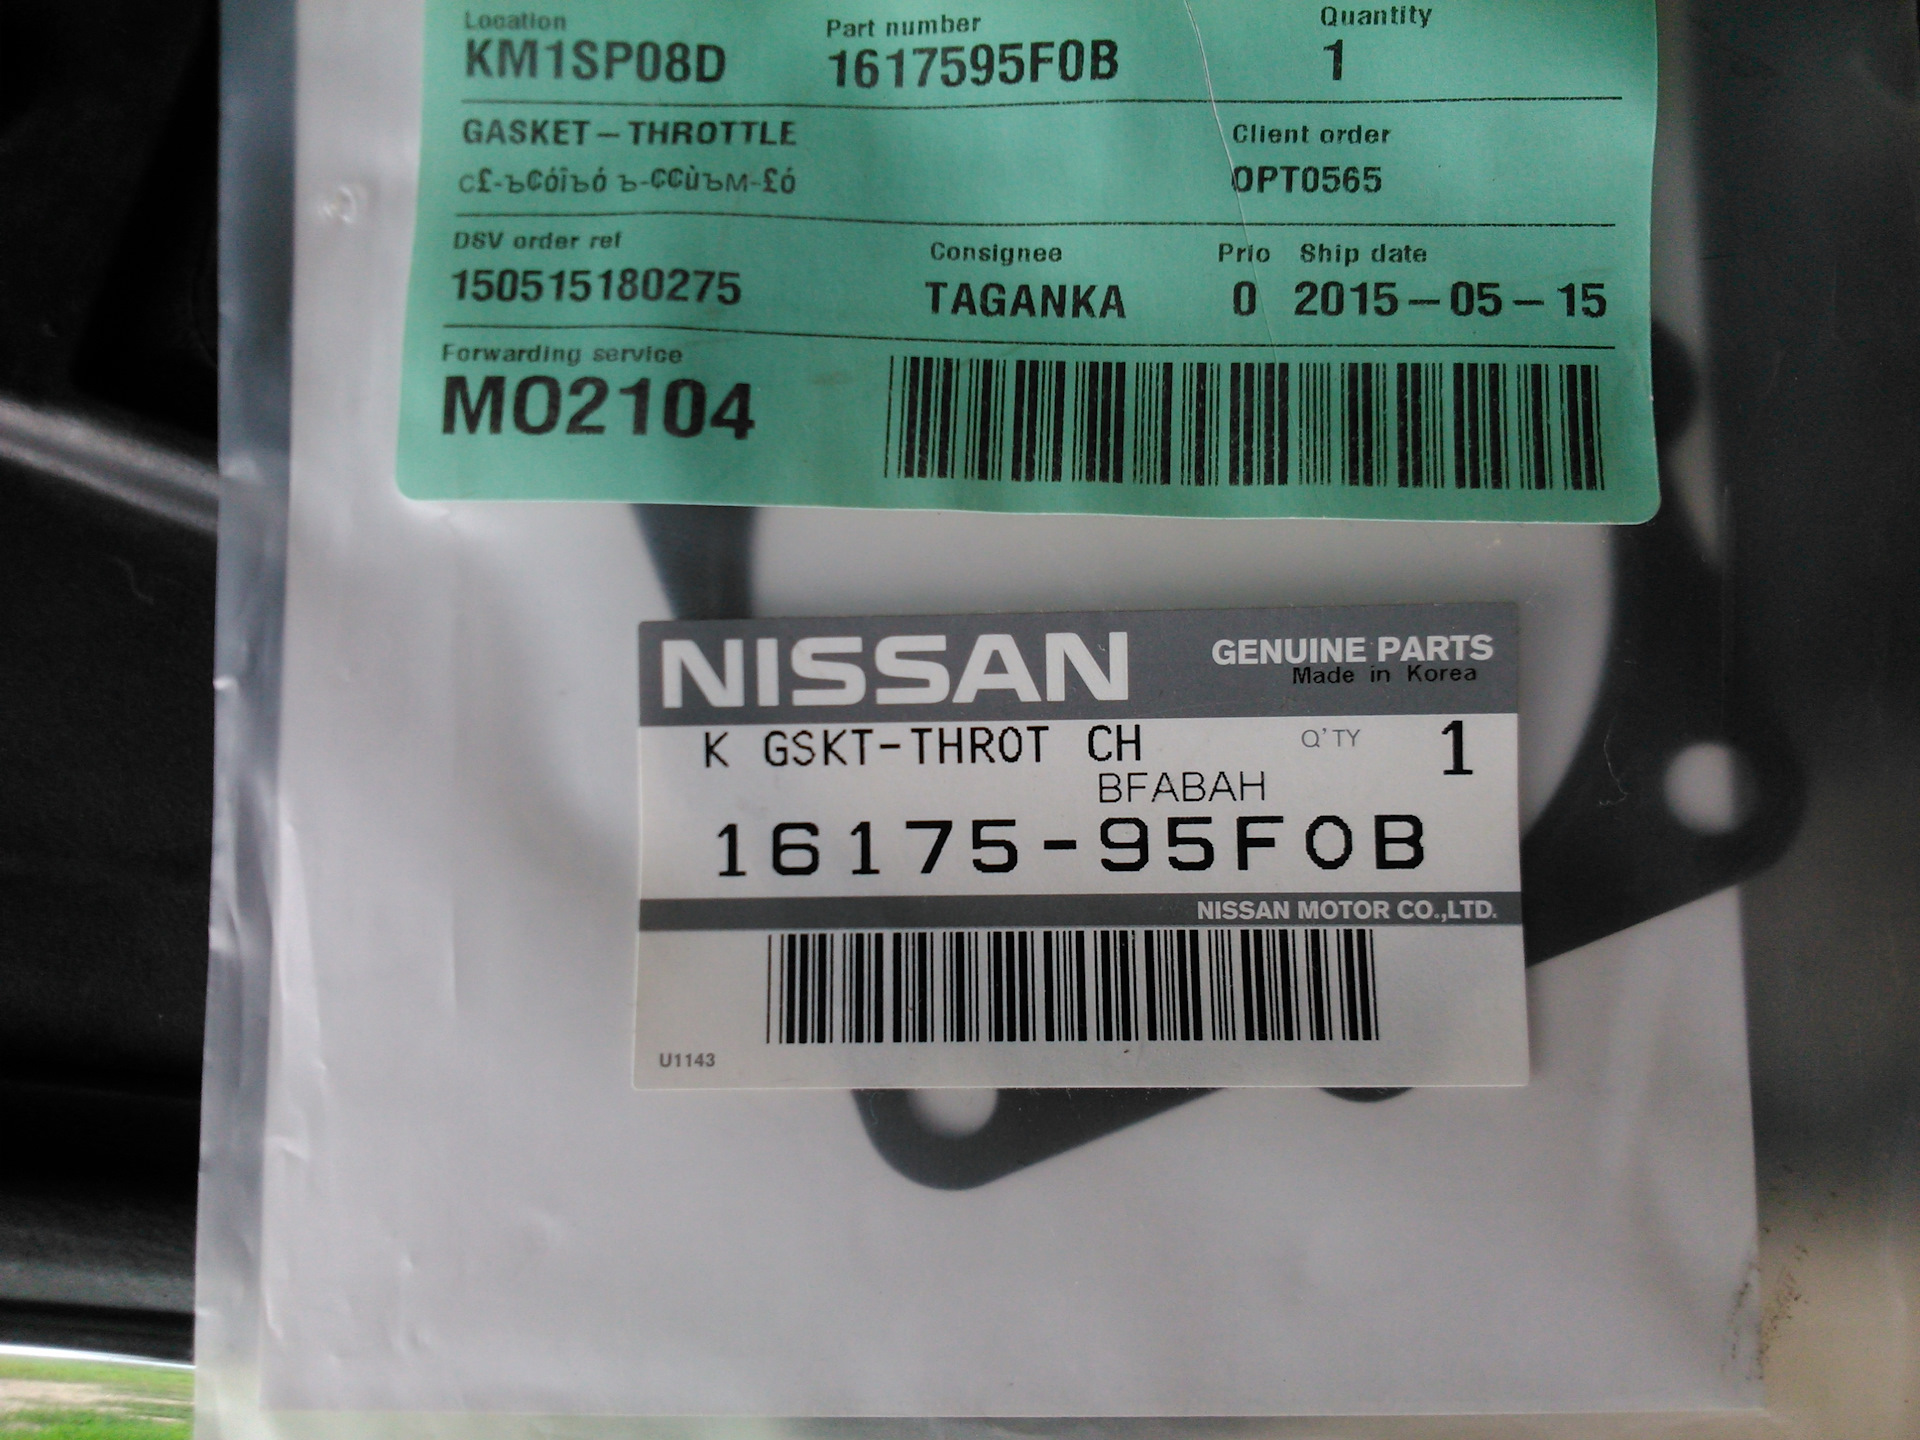 Location Part number Quantity
KM1SP08D 1617595F0B 1
GASKET-THROTTLE Client order
с£-ъ¢óîъó ъ-¢¢ùъм-£ó OPT0565
DSV order ref Consignee Prio Ship date
150515180275 TAGANKA 0 2015-05-15
Forwarding service
MO2104
NISSAN GENUINE PARTS
Made in Korea
K GSKT-THROT CH Q'TY 1
BFABAH
16175-95F0B
NISSAN MOTOR CO.,LTD.
U1143